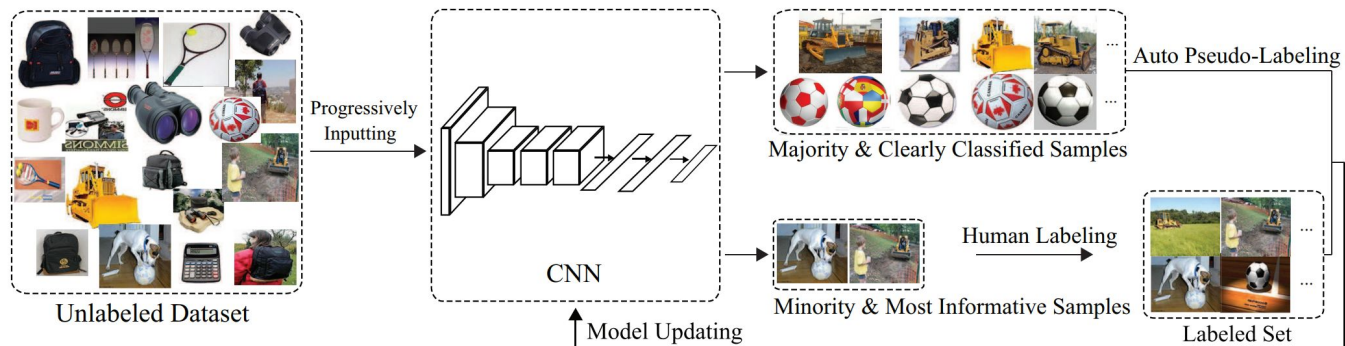 Unlabeled Dataset
Progressively
Inputting
CNN
Model Updating
Majority & Clearly Classified Samples
Auto Pseudo-Labeling
Minority & Most Informative Samples
Human Labeling
Labeled Set
SIMMONS
...
...
...
...